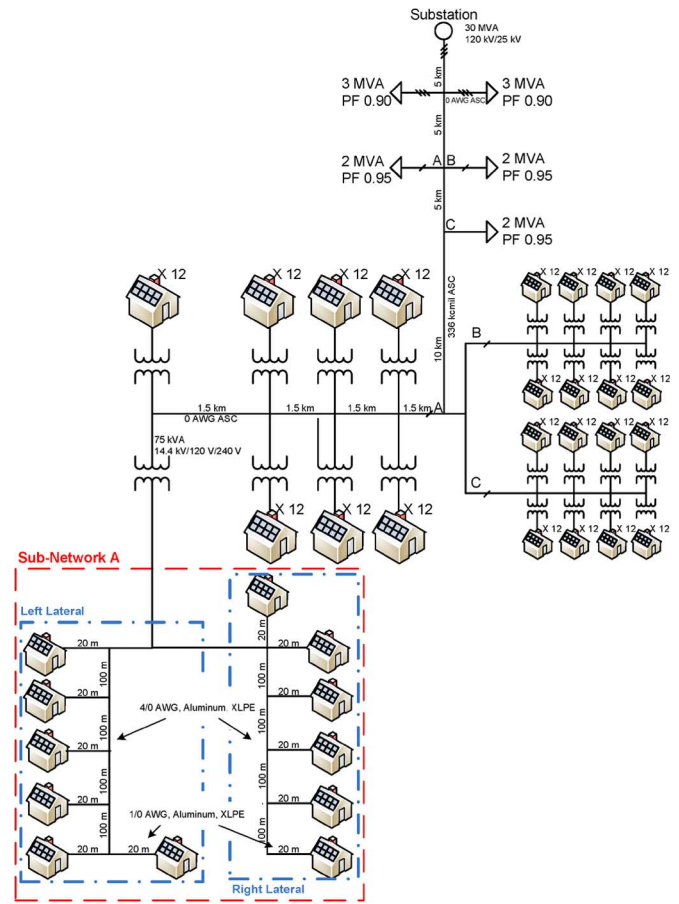 Substation
30 MVA
120 kV/25 kV
5 km
3 MVA
PF 0.90
3 MVA
PF 0.90
0 AWG ASC
5 km
2 MVA
PF 0.95
A
B
2 MVA
PF 0.95
5 km
C
2 MVA
PF 0.95
10 km
336 kcmil ASC
X 12
X 12
X 12
X 12
X 12
X 12
X 12
X 12
B
A
1.5 km
1.5 km
1.5 km
1.5 km
0 AWG ASC
X 12
X 12
X 12
X 12
X 12
X 12
X 12
X 12
75 kVA
14.4 kV/120 V/240 V
C
X 12
X 12
X 12
X 12
X 12
X 12
X 12
Sub-Network A
Left Lateral
20 m
20 m
20 m
100 m
100 m
20 m
20 m
4/0 AWG, Aluminum, XLPE
100 m
100 m
20 m
20 m
100 m
100 m
20 m
20 m
1/0 AWG, Aluminum, XLPE
100 m
100 m
20 m
20 m
20 m
Right Lateral